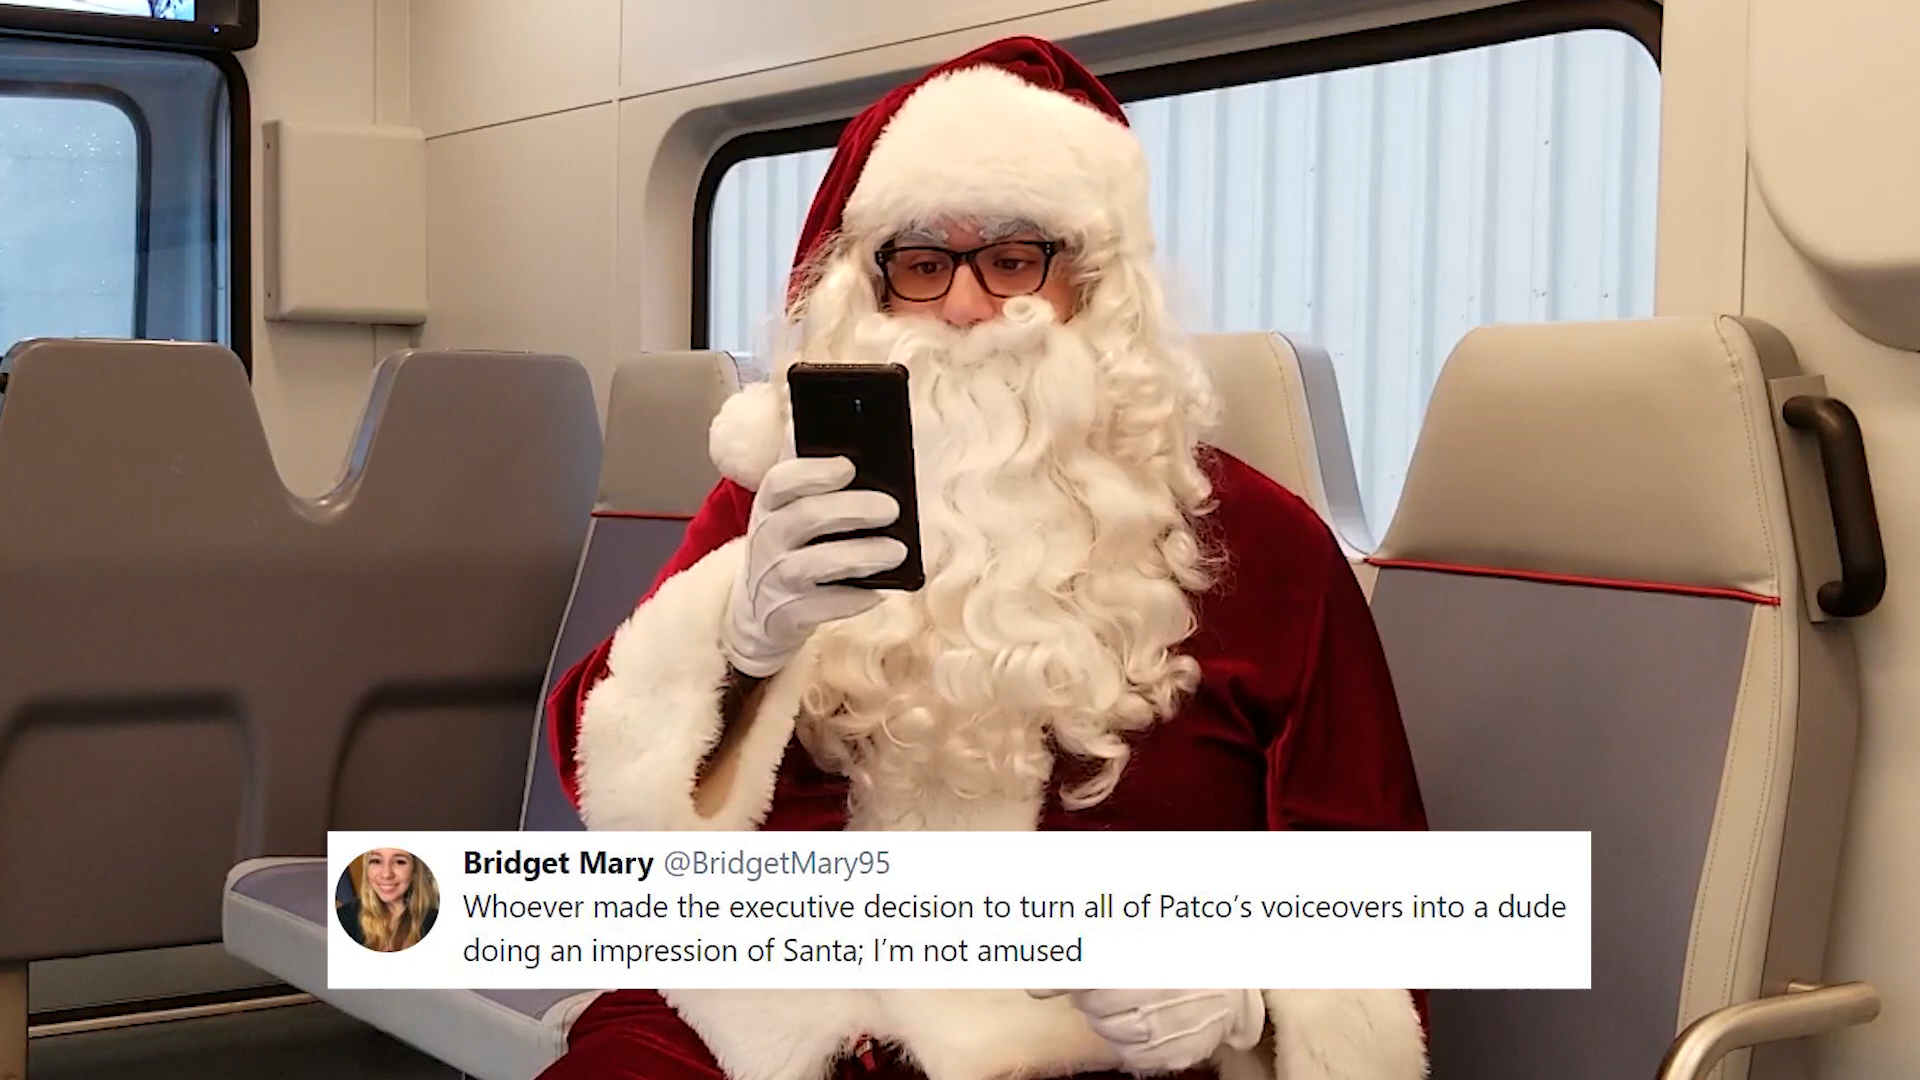 Bridget Mary @BridgetMary95
Whoever made the executive decision to turn all of Patco’s voiceovers into a dude
doing an impression of Santa; I’m not amused